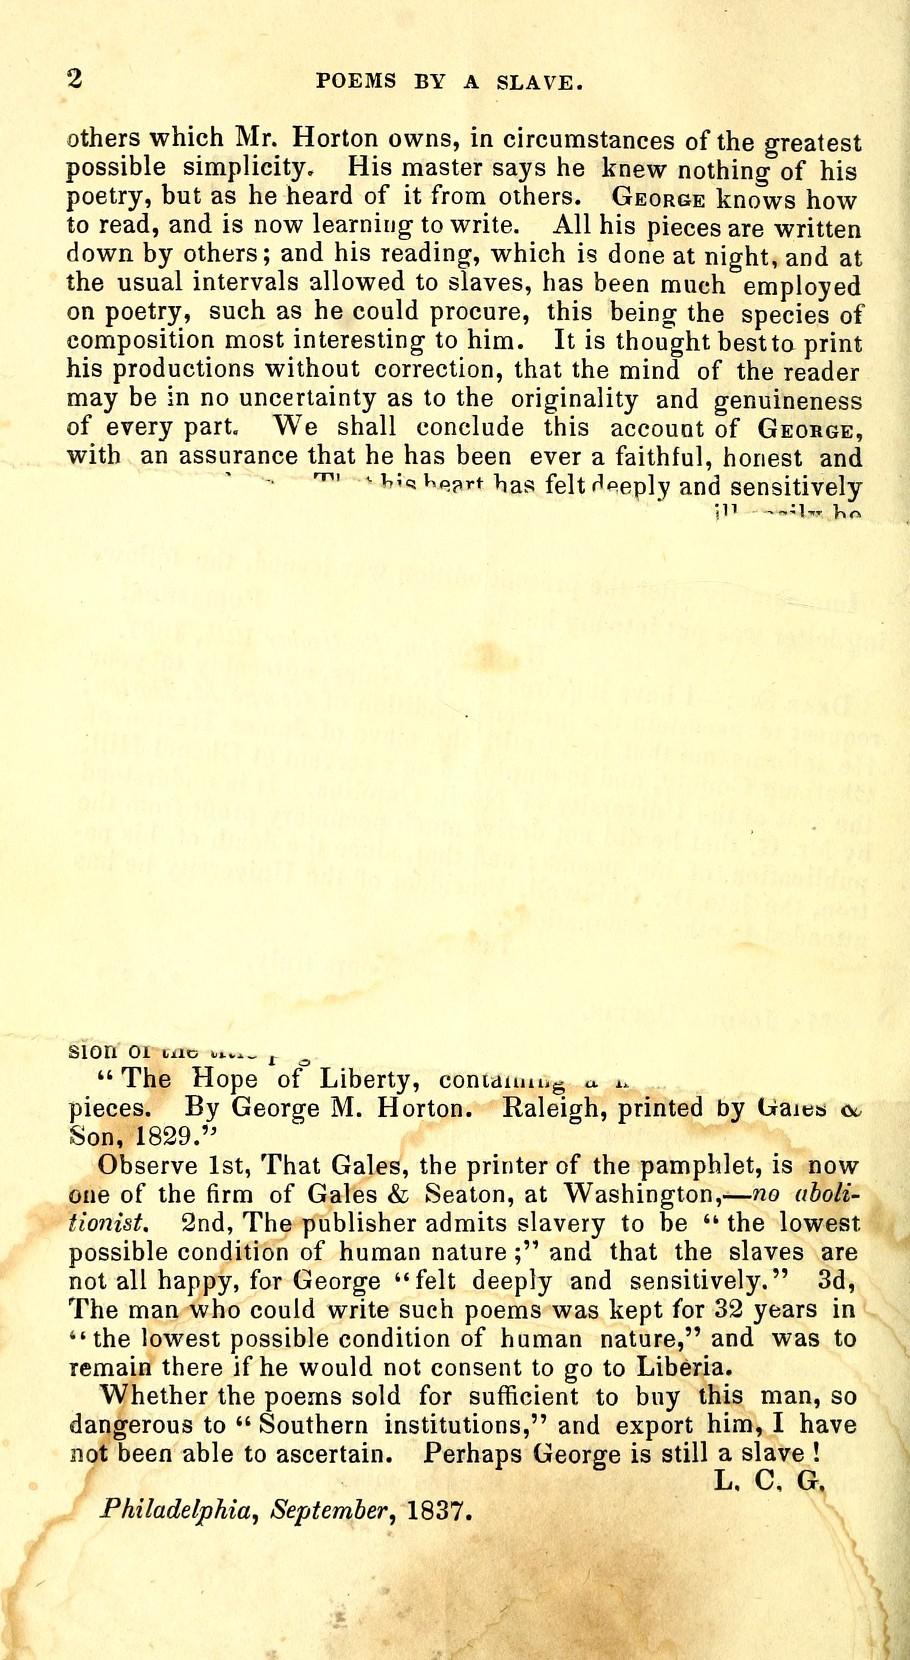 2 POEMS BY A SLAVE.
others which Mr. Horton owns, in circumstances of the greatest
possible simplicity. His master says he knew nothing of his
poetry, but as he heard of it from others. GEORGE knows how
to read, and is now learning to write. All his pieces are written
down by others; and his reading, which is done at night, and at
the usual intervals allowed to slaves, has been much employed
on poetry, such as he could procure, this being the species of
composition most interesting to him. It is thought best to print
his productions without correction, that the mind of the reader
may be in no uncertainty as to the originality and genuineness
of every part. We shall conclude this account of GEORGE,
with an assurance that he has been ever a faithful, honest and
his heart has felt deeply and sensitively
sion of the
“ The Hope of Liberty, containing a
pieces. By George M. Horton. Raleigh, printed by Gales &
Son, 1829.”
Observe 1st, That Gales, the printer of the pamphlet, is now
one of the firm of Gales & Seaton, at Washington,—no aboli-
tionist. 2nd, The publisher admits slavery to be “ the lowest
possible condition of human nature ;” and that the slaves are
not all happy, for George “ felt deeply and sensitively.” 3d,
The man who could write such poems was kept for 32 years in
“ the lowest possible condition of human nature,” and was to
remain there if he would not consent to go to Liberia.
Whether the poems sold for sufficient to buy this man, so
dangerous to “ Southern institutions,” and export him, I have
not been able to ascertain. Perhaps George is still a slave !
L. C. G.
Philadelphia, September, 1837.